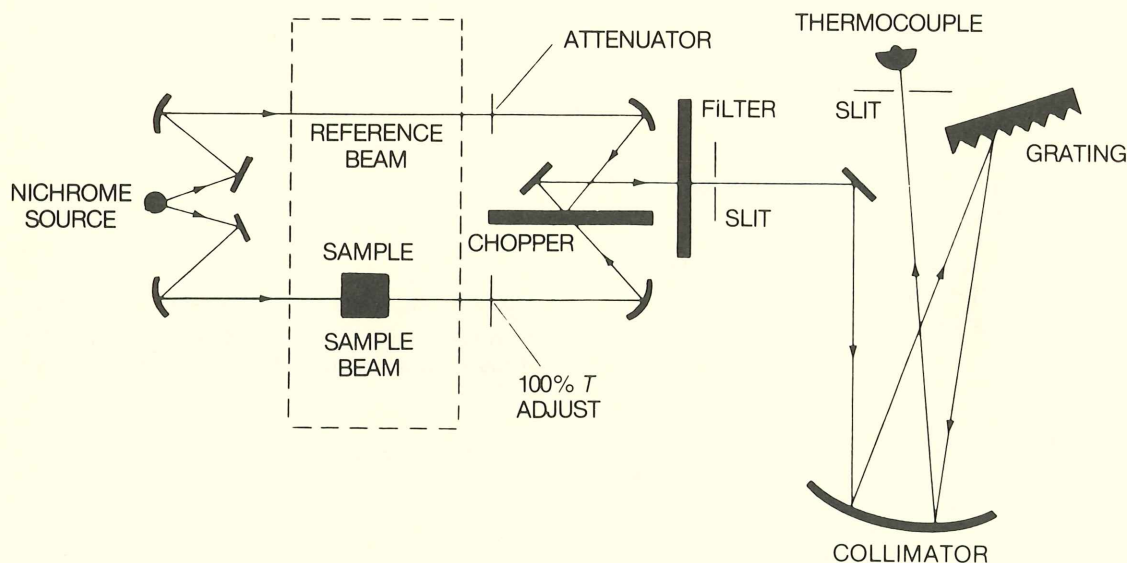 THERMOCOUPLE
ATTENUATOR
FiLTER
SLIT
REFERENCE
BEAM
GRATING
NICHROME
SOURCE
SLIT
CHOPPER
SAMPLE
SAMPLE
BEAM
100% T
ADJUST
COLLIMATOR